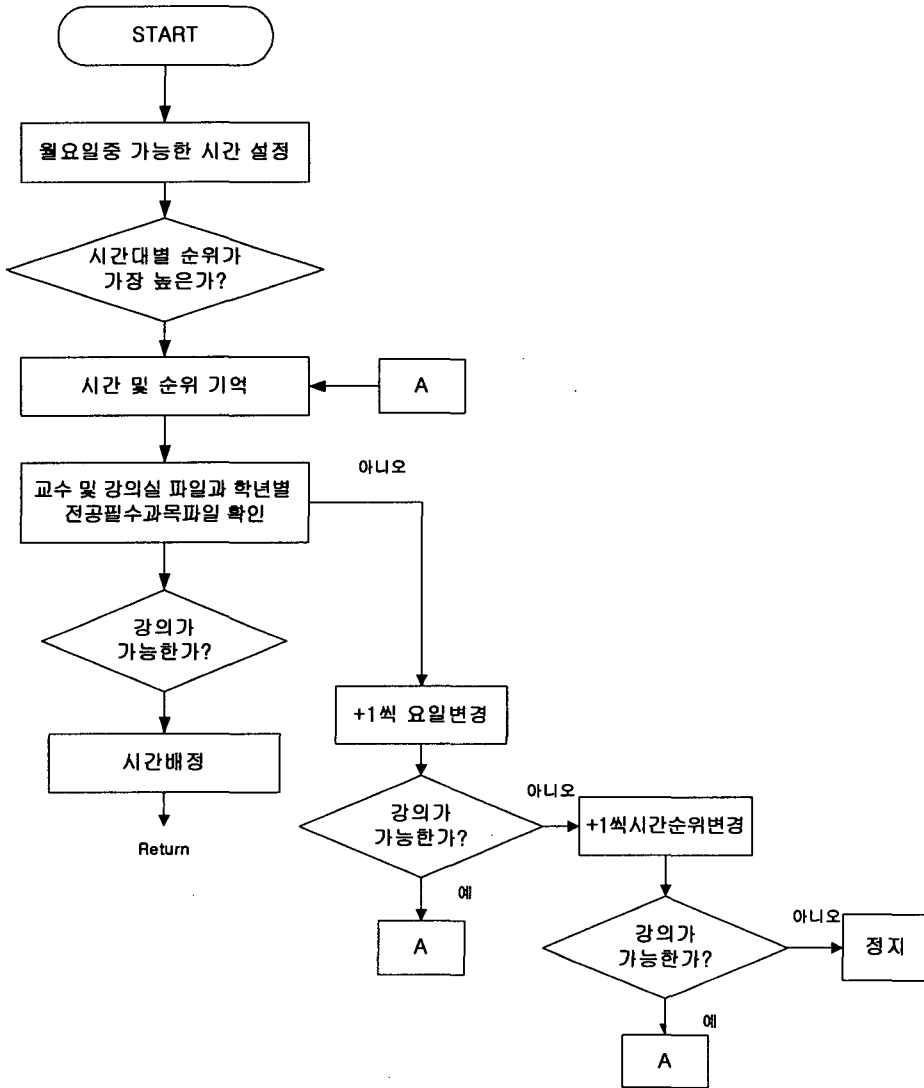 START
월요일중 가능한 시간 설정
시간대별 순위가
가장 높은가?
시간 및 순위 기억
A
아니오
교수 및 강의실 파일과 학년별
전공필수과목파일 확인
강의가
가능한가?
시간배정
Return
+1씩 요일변경
강의가
가능한가?
아니오
+1씩시간순위변경
예
A
강의가
가능한가?
아니오
정지
예
A